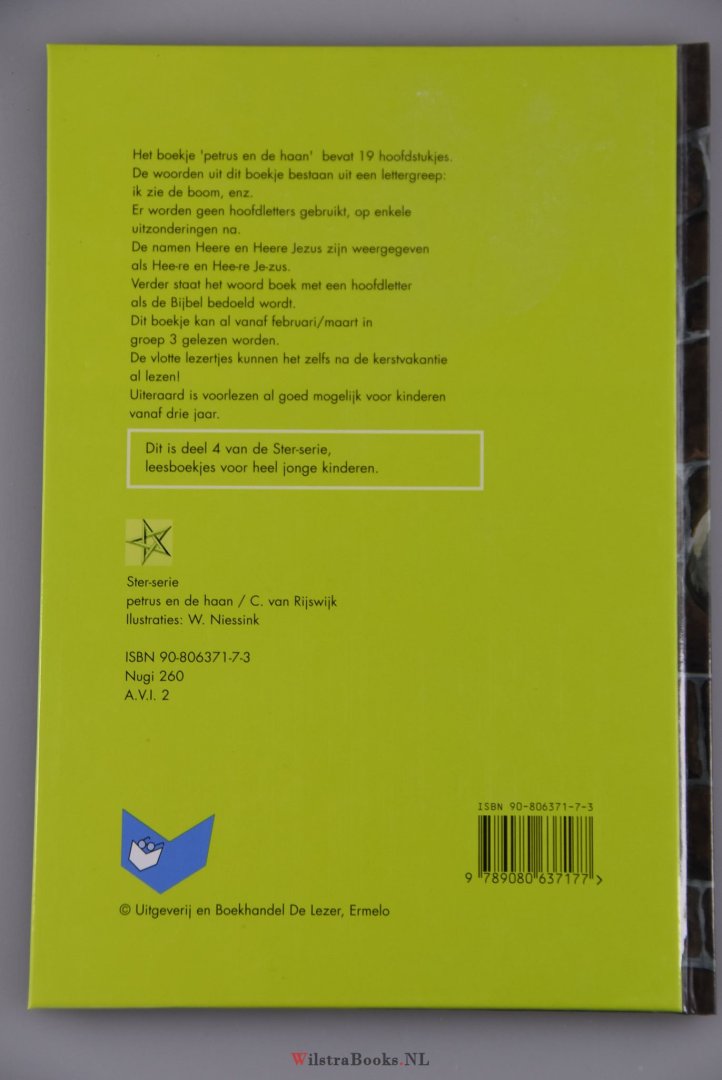 Het boekje 'petrus en de haan' bevat 19 hoofdstukjes.
De woorden uit dit boekje bestaan uit een lettergreep:
ik zie de boom, enz.
Er worden geen hoofdletters gebruikt, op enkele
uitzonderingen na.
De namen Heere en Heere Jezus zijn weergegeven
als Hee-re en Hee-re Je-zus.
Verder staat het woord boek met een hoofdletter
als de Bijbel bedoeld wordt.
Dit boekje kan al vanaf februari/maart in
groep 3 gelezen worden.
De vlotte lezertjes kunnen het zelfs na de kerstvakantie
al lezen!
Uiteraard is voorlezen al goed mogelijk voor kinderen
vanaf drie jaar.
Dit is deel 4 van de Ster-serie,
leesboekjes voor heel jonge kinderen.
Ster-serie
petrus en de haan / C. van Rijswijk
Ilustraties: W. Niessink
ISBN 90-806371-7-3
Nugi 260
A.V.I. 2
ISBN 90-806371-7-3
9 789080 637177 >
© Uitgeverij en Boekhandel De Lezer, Ermelo
WilstraBooks.NL